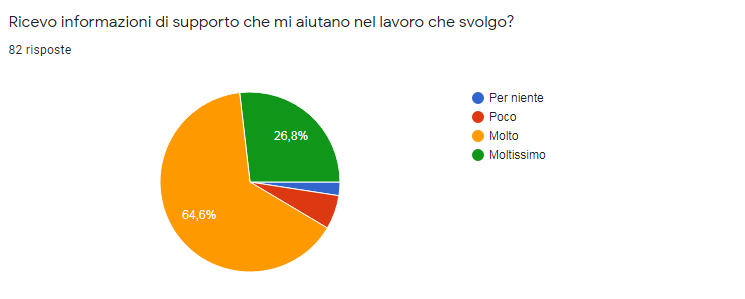 Ricevo informazioni di supporto che mi aiutano nel lavoro che svolgo?
82 risposte
26,8%
64,6%
Per niente
Poco
Molto
Moltissimo